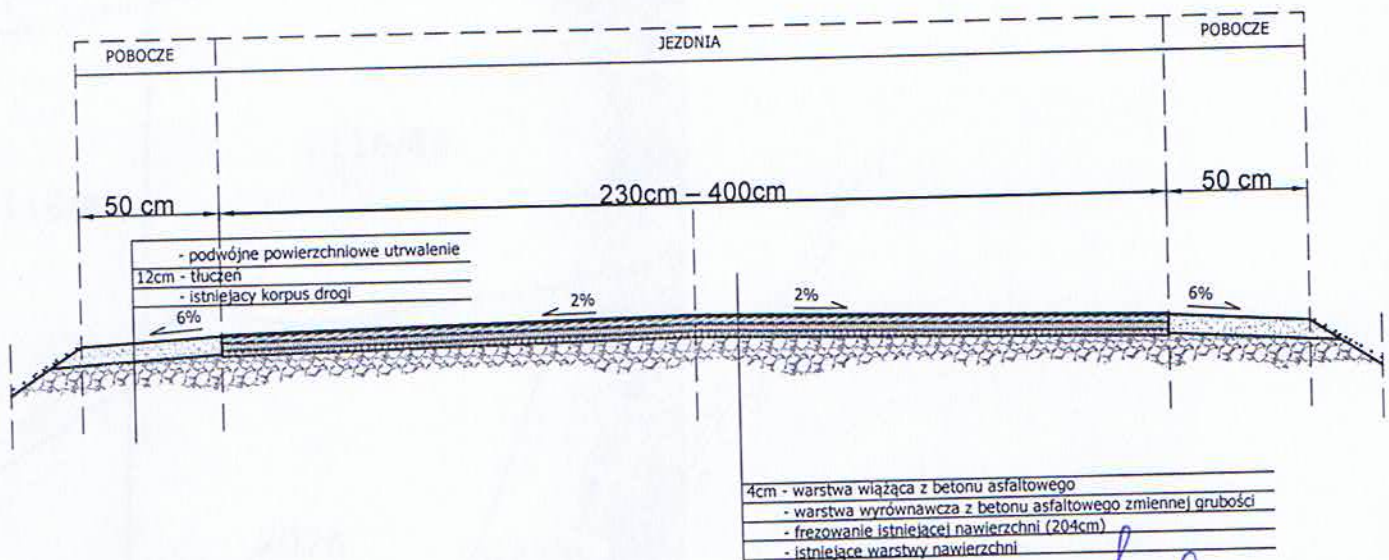 POBOCZE
JEZDNIA
POBOCZE
50 cm
230cm – 400cm
50 cm
- podwójne powierzchniowe utrwalenie
12cm - tłuczeń
- istniejacy korpus drogi
6%
2%
2%
6%
4cm - warstwa wiążąca z betonu asfaltowego
- warstwa wyrównawcza z betonu asfaltowego zmiennej grubości
- frezowanie istniejącej nawierzchni (204cm)
- istniejące warstwy nawierzchni